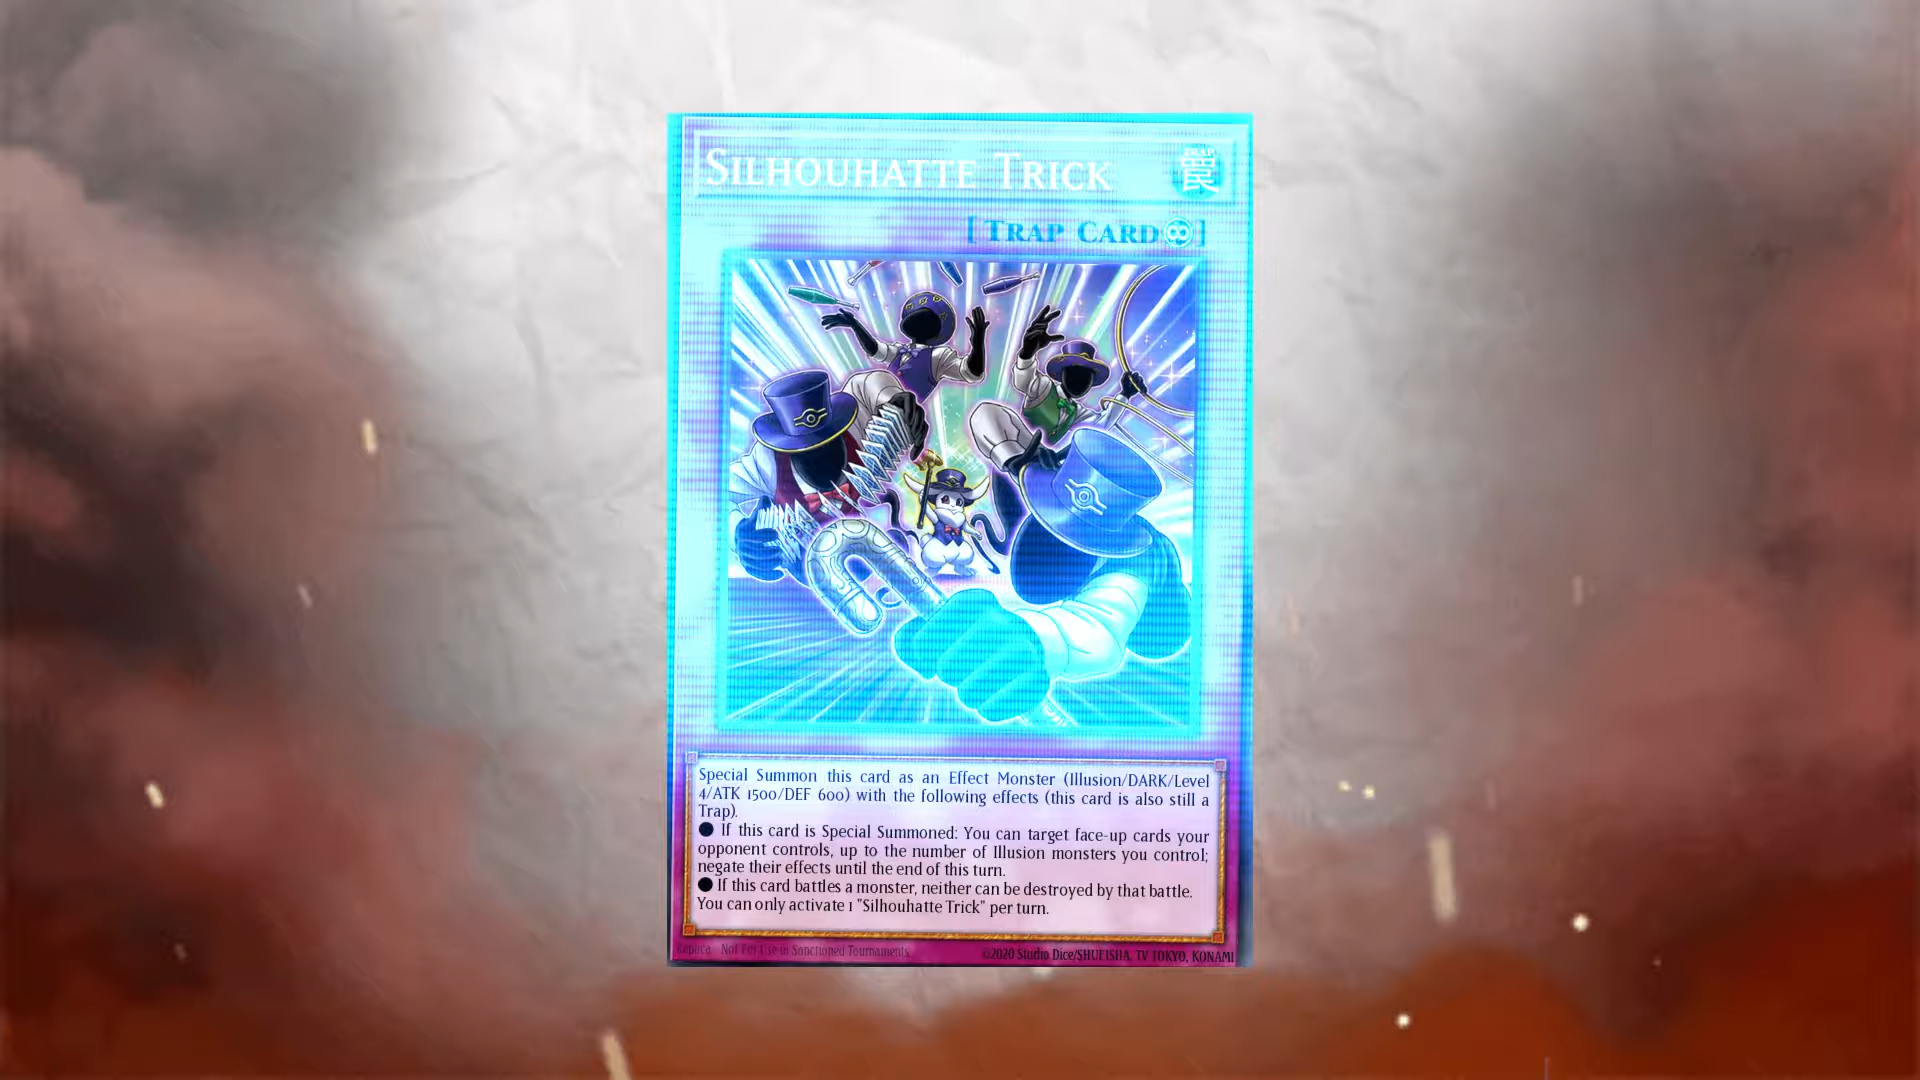 SILHOUHATTE TRICK
TRAP
罠
[ TRAP CARD ]
Special Summon this card as an Effect Monster (Illusion/DARK/Level
4/ATK 1500/DEF 600) with the following effects (this card is also still a
Trap).
● If this card is Special Summoned: You can target face-up cards your
opponent controls, up to the number of Illusion monsters you control;
negate their effects until the end of this turn.
● If this card battles a monster, neither can be destroyed by that battle.
You can only activate 1 "Silhouhatte Trick" per turn.
Replica - Not For Use in Sanctioned Tournaments
©2020 Studio Dice/SHUEISHA, TV TOKYO, KONAMI